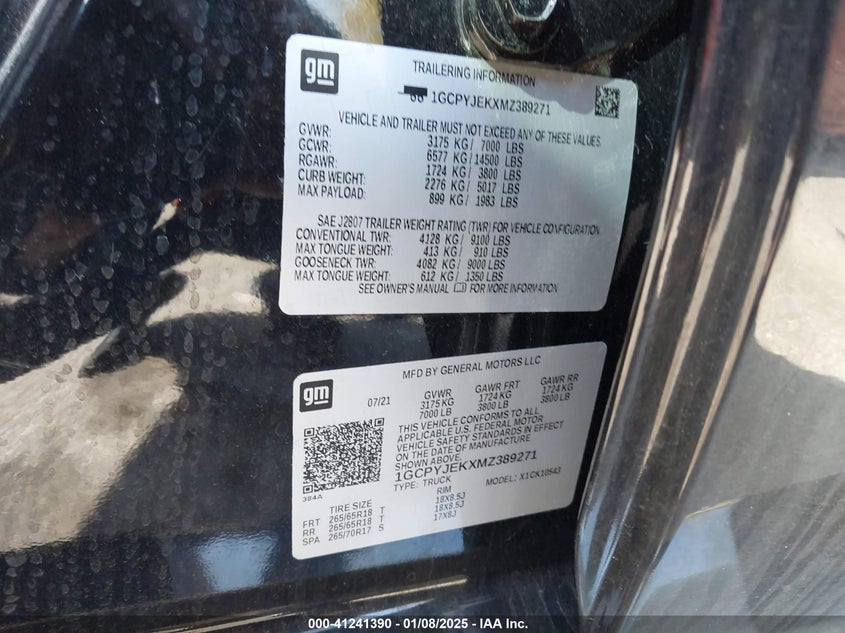 gm
TRAILERING INFORMATION
1GCPYJEKXMZ389271
VEHICLE AND TRAILER MUST NOT EXCEED ANY OF THESE VALUES
GVWR: 3175 KG / 7000 LBS
GCWR: 6577 KG / 14500 LBS
RGAWR: 1724 KG / 3800 LBS
CURB WEIGHT: 2276 KG / 5017 LBS
MAX PAYLOAD: 899 KG / 1983 LBS
SAE J2807 TRAILER WEIGHT RATING (TWR) FOR VEHICLE CONFIGURATION
CONVENTIONAL TWR: 4128 KG / 9100 LBS
MAX TONGUE WEIGHT: 413 KG / 910 LBS
GOOSENECK TWR: 4082 KG / 9000 LBS
MAX TONGUE WEIGHT: 612 KG / 1350 LBS
SEE OWNER'S MANUAL FOR MORE INFORMATION
gm
MFD BY GENERAL MOTORS LLC
07/21
GVWR GAWR FRT GAWR RR
3175 KG 1724 KG 1724 KG
7000 LB 3800 LB 3800 LB
THIS VEHICLE CONFORMS TO ALL
APPLICABLE U.S. FEDERAL MOTOR
VEHICLE SAFETY STANDARDS IN EFFECT
ON THE DATE OF MANUFACTURE
SHOWN ABOVE.
1GCPYJEKXMZ389271
TYPE: TRUCK MODEL: X1CK10543
384A
TIRE SIZE RIM
FRT 265/65R18 T 18X8.5J
RR 265/65R18 T 18X8.5J
SPA 265/70R17 S 17X8J
000-41241390 - 01/08/2025 - IAA Inc.